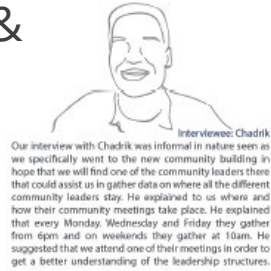 &
Interviewee: Chadrik
Our interview with Chadrik was informal in nature seen as
we specifically went to the new community building in
hope that we will find one of the community leaders there
that could assist us in gather data on where all the different
community leaders stay. He explained to us where and
how their community meetings take place. He explained
that every Monday. Wednesday and Friday they gather
from 6pm and on weekends they gather at 10am. He
suggested that we attend one of their meetings in order to
get a better understanding of the leadership structures.